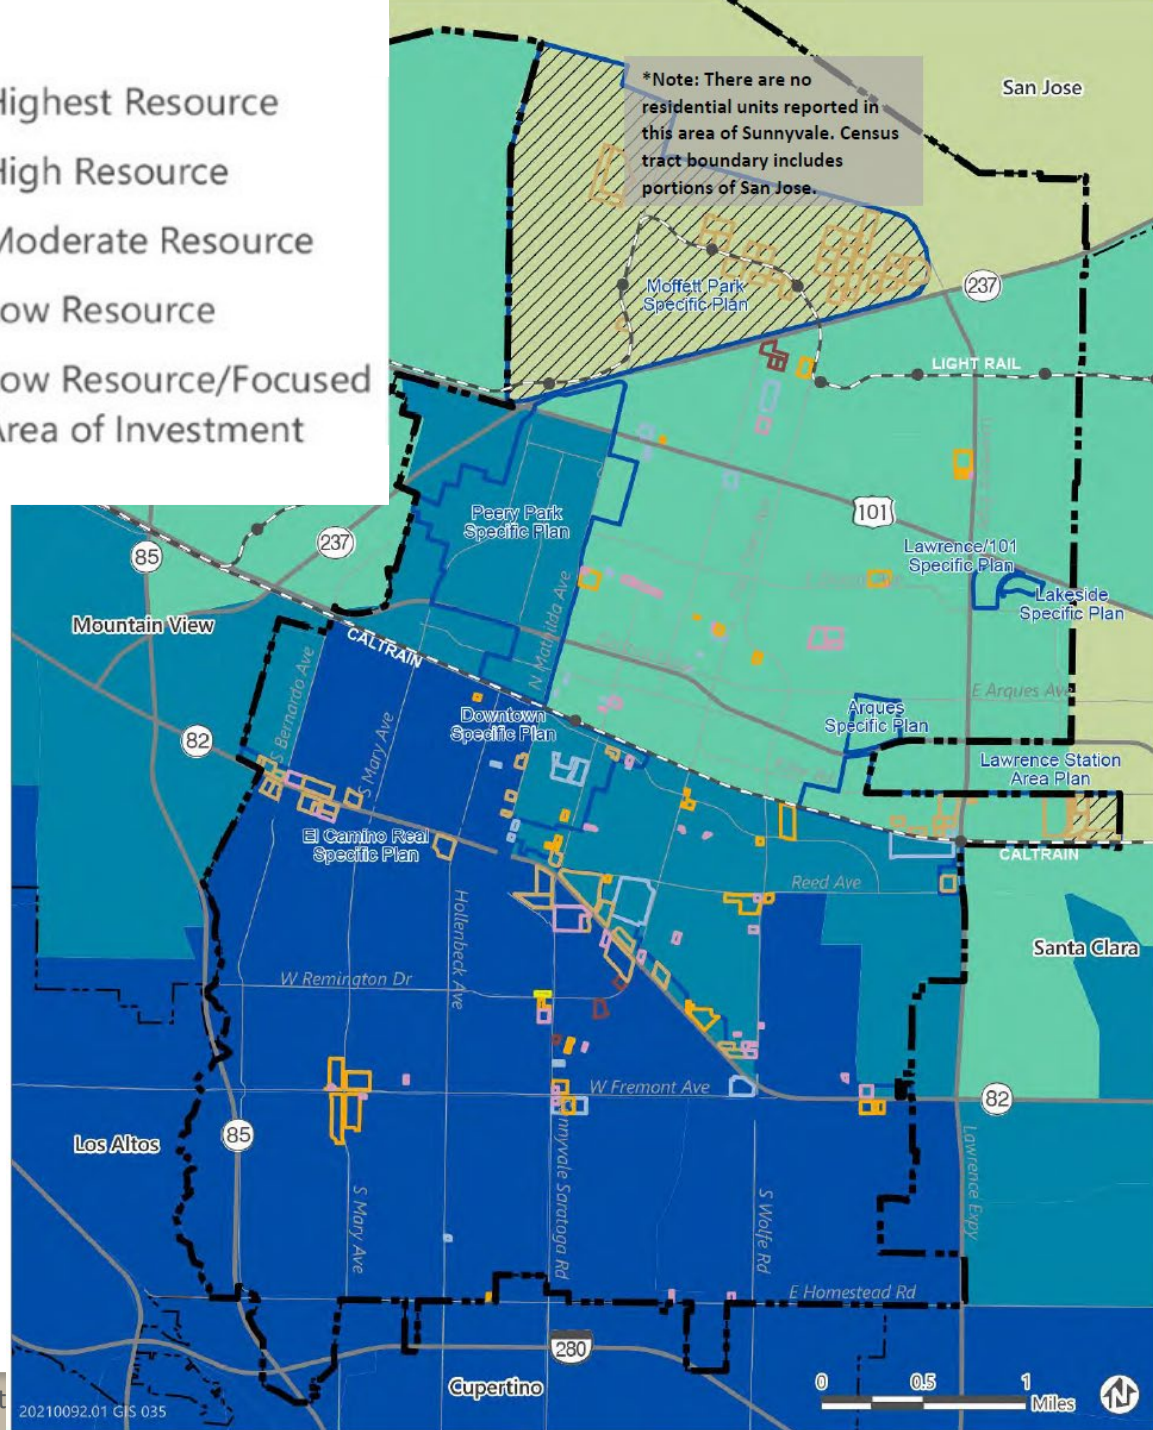 Highest Resource
High Resource
Moderate Resource
Low Resource
Low Resource/Focused
Area of Investment
*Note: There are no
residential units reported in
this area of Sunnyvale. Census
tract boundary includes
portions of San Jose.
San Jose
237
Moffett Park
Specific Plan
LIGHT RAIL
101
Peery Park
Specific Plan
85
237
Lawrence/101
Specific Plan
Lakeside
Specific Plan
Mountain View
CALTRAIN
N Mathilda Ave
S Bernardo Ave
E Arques Ave
82
S Mary Ave
Downtown
Specific Plan
Arques
Specific Plan
Lawrence Station
Area Plan
El Camino Real
Specific Plan
CALTRAIN
Reed Ave
Hollenbeck Ave
Santa Clara
W Remington Dr
W Fremont Ave
82
Los Altos
85
Lawrence Expy
S Mary Ave
nnyvale Saratoga Rd
S Wolfe Rd
E Homestead Rd
280
Cupertino
0 0.5 1
Miles
20210092.01 GIS 035